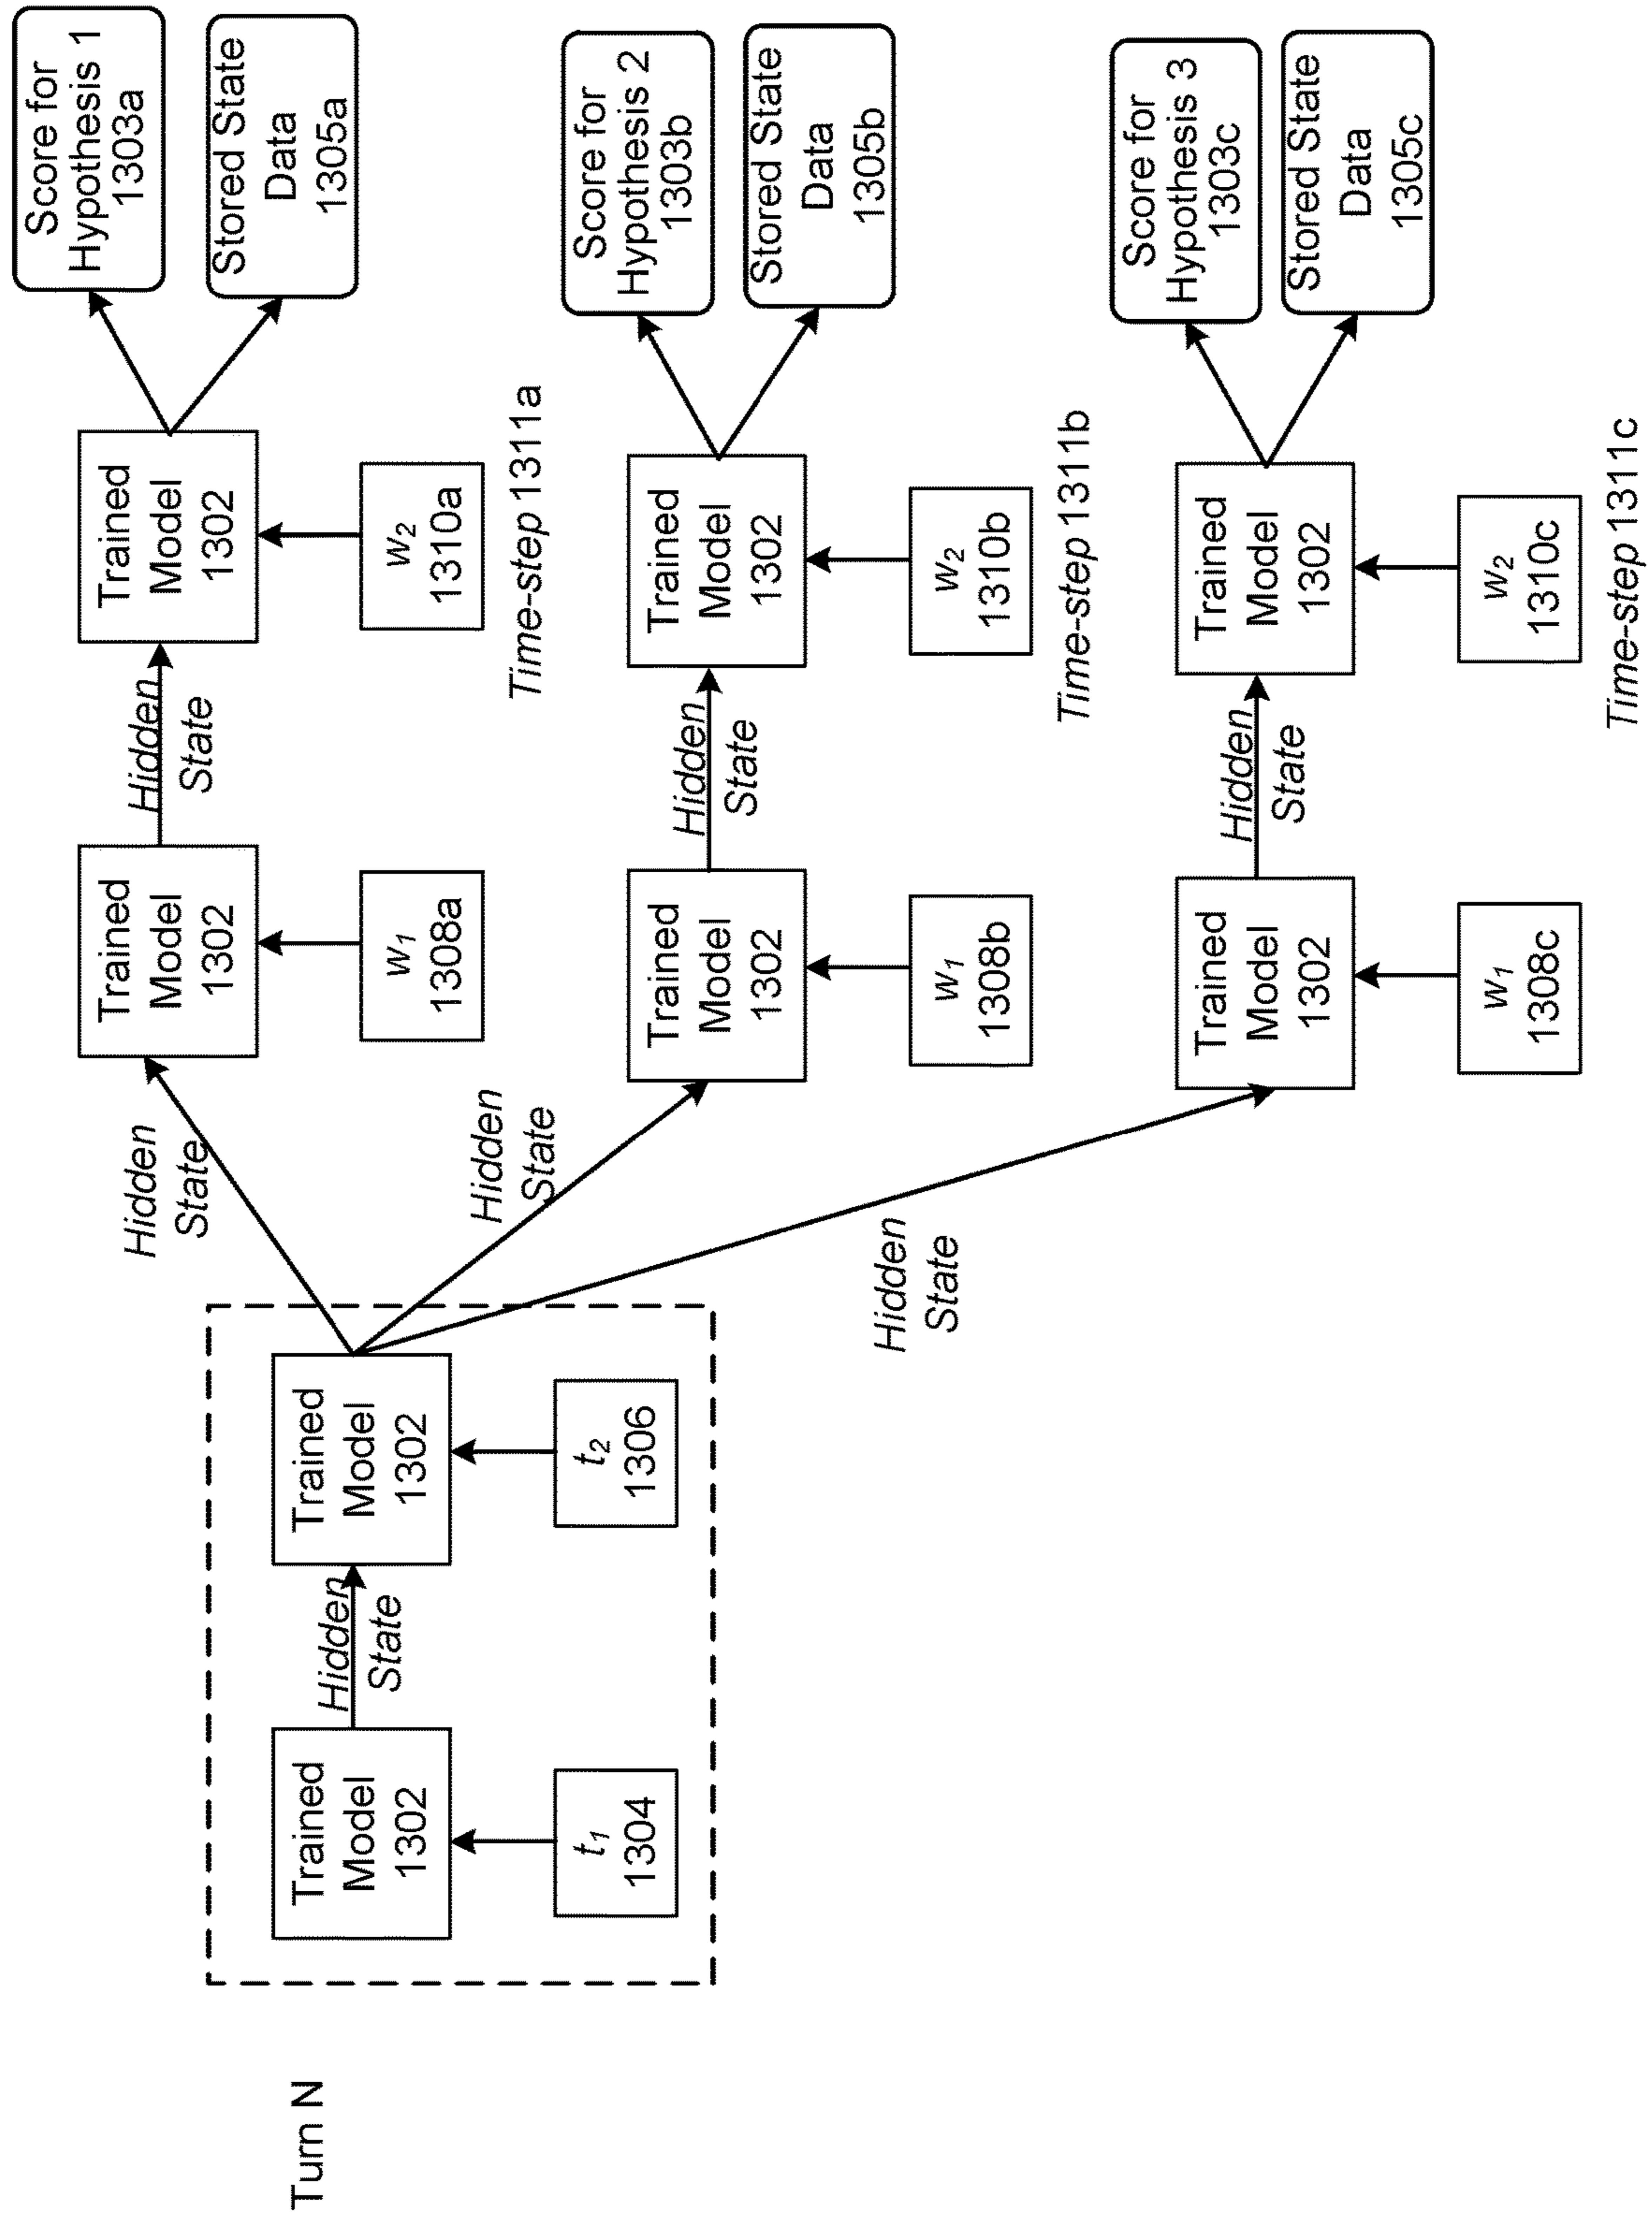 Turn N
Trained
Model
1302
t1
1304
Hidden
State
Trained
Model
1302
t2
1306
Hidden
State
Trained
Model
1302
w1
1308a
Hidden
State
Trained
Model
1302
w2
1310a
Time-step 1311a
Score for
Hypothesis 1
1303a
Stored State
Data
1305a
Hidden
State
Trained
Model
1302
w1
1308b
Hidden
State
Trained
Model
1302
w2
1310b
Time-step 1311b
Score for
Hypothesis 2
1303b
Stored State
Data
1305b
Hidden
State
Trained
Model
1302
w1
1308c
Hidden
State
Trained
Model
1302
w2
1310c
Time-step 1311c
Score for
Hypothesis 3
1303c
Stored State
Data
1305c